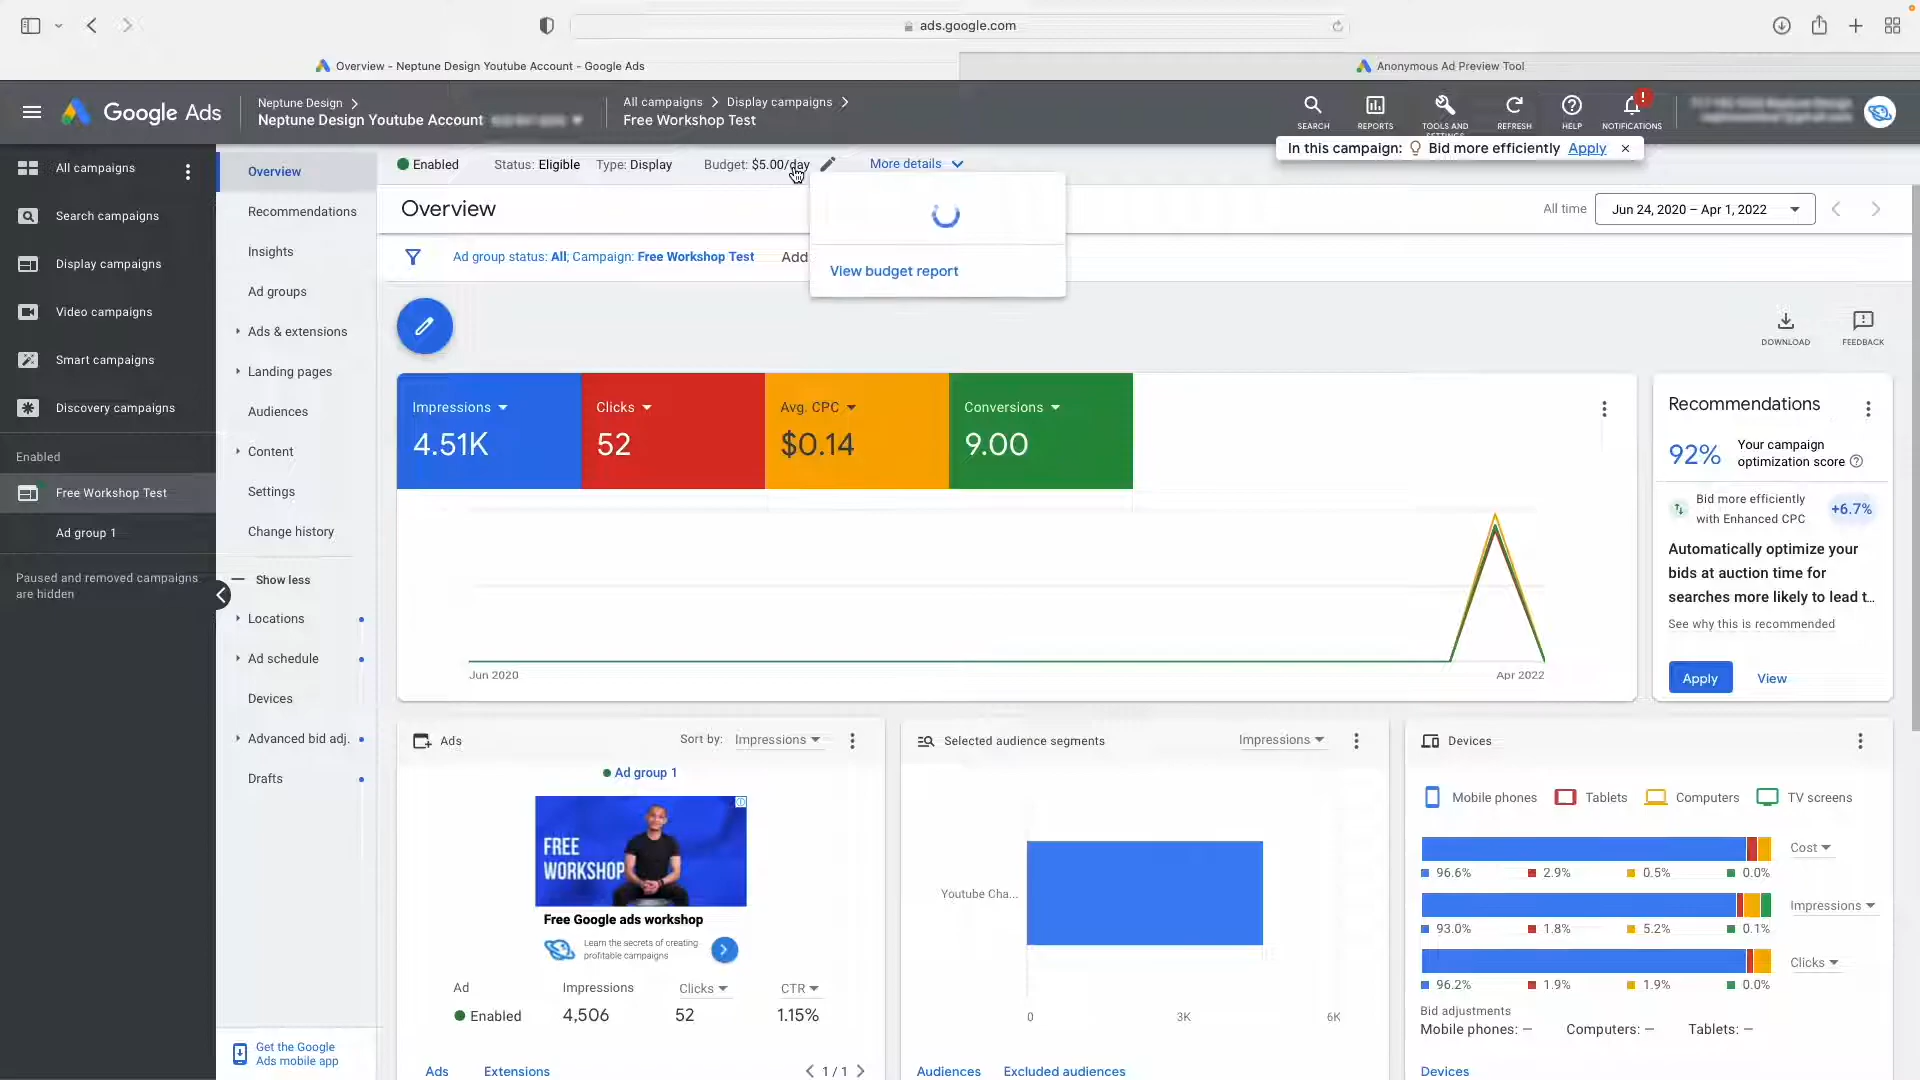 ads.google.com
Overview - Neptune Design Youtube Account - Google Ads
Anonymous Ad Preview Tool
Google Ads
Neptune Design
Neptune Design Youtube Account
All campaigns > Display campaigns >
Free Workshop Test
SEARCH
REPORTS
TOOLS AND SETTINGS
REFRESH
HELP
NOTIFICATIONS
In this campaign: Bid more efficiently Apply ×
All campaigns
Search campaigns
Display campaigns
Video campaigns
Smart campaigns
Discovery campaigns
Enabled
Free Workshop Test
Ad group 1
Paused and removed campaigns
are hidden
Overview
Recommendations
Insights
Ad groups
Ads & extensions
Landing pages
Audiences
Content
Settings
Change history
Show less
Locations
Ad schedule
Devices
Advanced bid adj.
Drafts
Get the Google
Ads mobile app
Enabled Status: Eligible Type: Display Budget: $5.00/day More details
View budget report
Overview
All time Jun 24, 2020 – Apr 1, 2022
Ad group status: All; Campaign: Free Workshop Test Add
DOWNLOAD
FEEDBACK
Impressions
4.51K
Clicks
52
Avg. CPC
$0.14
Conversions
9.00
Jun 2020
Apr 2022
Recommendations
92% Your campaign
optimization score
Bid more efficiently
with Enhanced CPC
+6.7%
Automatically optimize your
bids at auction time for
searches more likely to lead t...
See why this is recommended
Apply View
Ads Sort by: Impressions
Ad group 1
FREE
WORKSHOP
Free Google ads workshop
Learn the secrets of creating
profitable campaigns
Ad Impressions Clicks CTR
Enabled 4,506 52 1.15%
Ads Extensions 1 / 1
Selected audience segments Impressions
Youtube Cha...
0 3K 6K
Audiences Excluded audiences
Devices
Mobile phones Tablets Computers TV screens
Cost
96.6% 2.9% 0.5% 0.0%
Impressions
93.0% 1.8% 5.2% 0.1%
Clicks
96.2% 1.9% 1.9% 0.0%
Bid adjustments
Mobile phones: – Computers: – Tablets: –
Devices